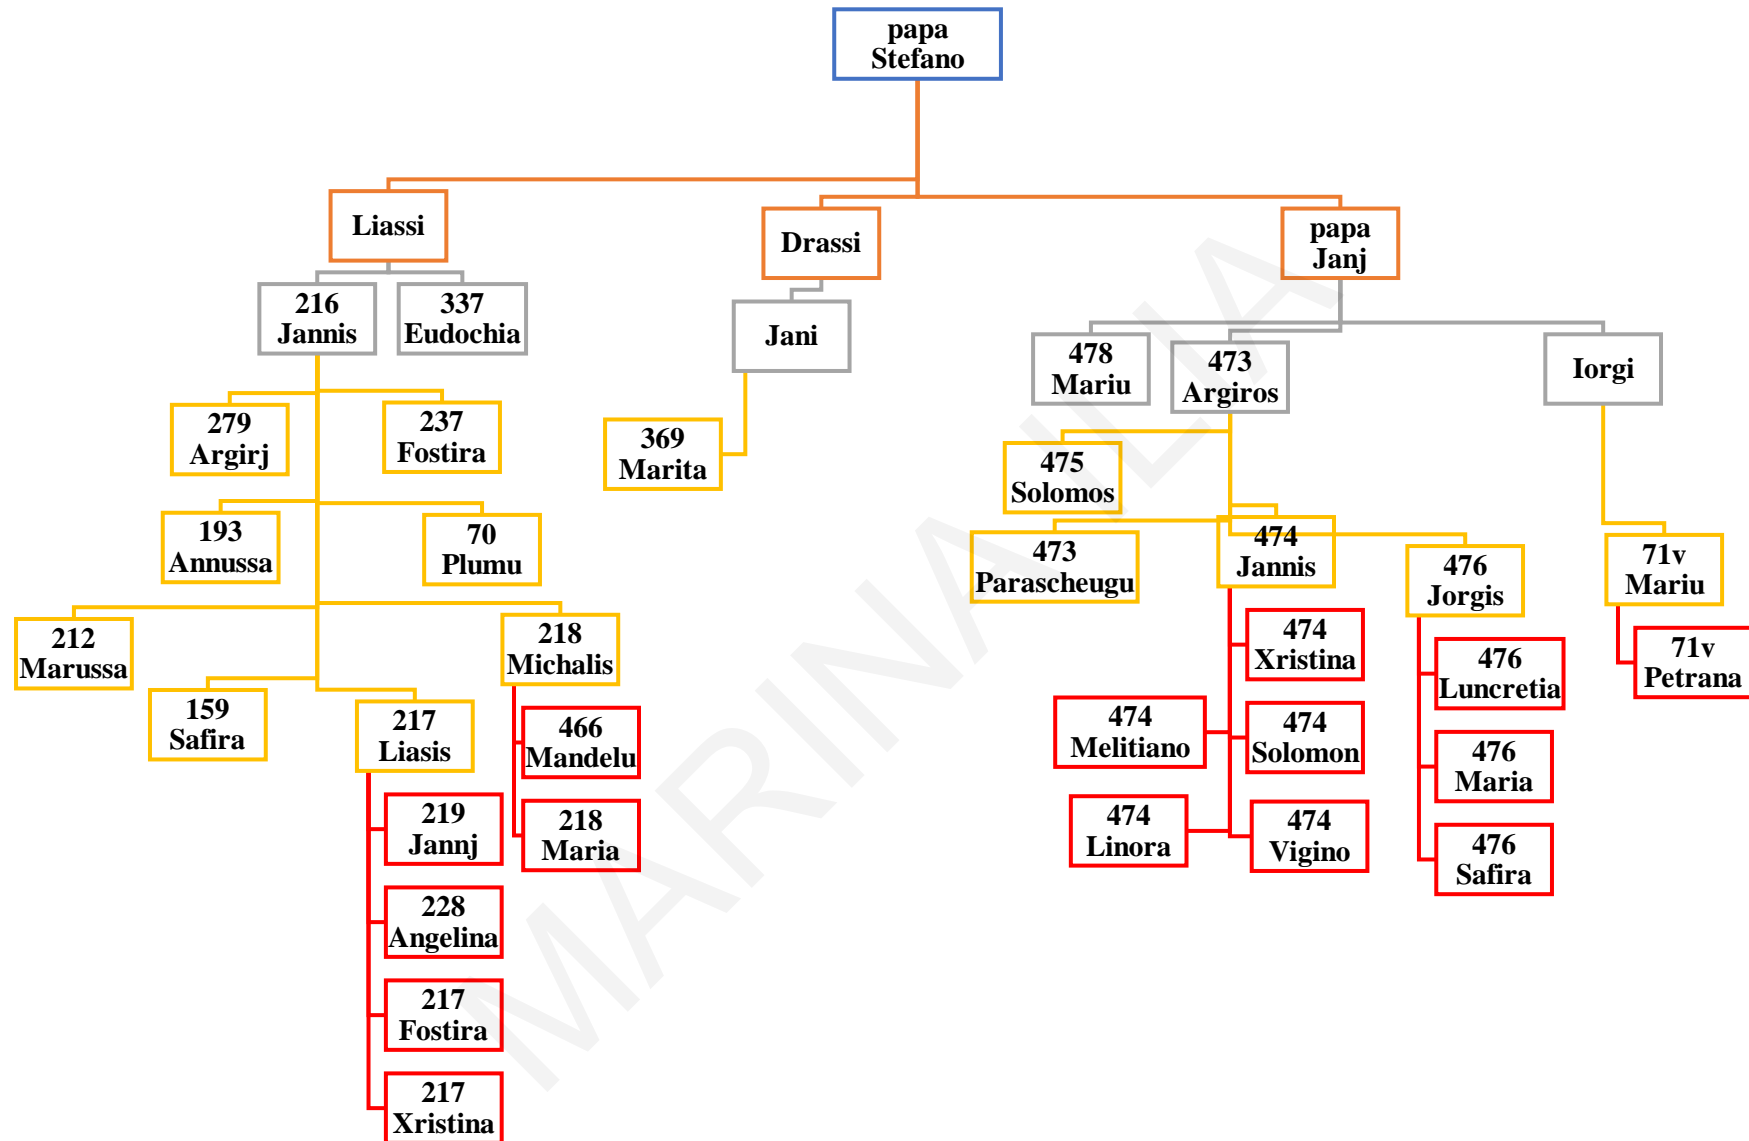 papa
Stefano
Liassi
Drassi
papa
Janj
216
Jannis
337
Eudochia
Jani
478
Mariu
473
Argiros
Iorgi
279
Argirj
237
Fostira
369
Marita
475
Solomos
193
Annussa
70
Plumu
473
Parascheugu
474
Jannis
476
Jorgis
71v
Mariu
212
Marussa
218
Michalis
159
Safira
217
Liasis
474
Xristina
476
Luncretia
71v
Petrana
466
Mandelu
474
Melitiano
474
Solomon
476
Maria
219
Jannj
218
Maria
474
Linora
474
Vigino
476
Safira
228
Angelina
217
Fostira
217
Xristina
MARINA ILIA